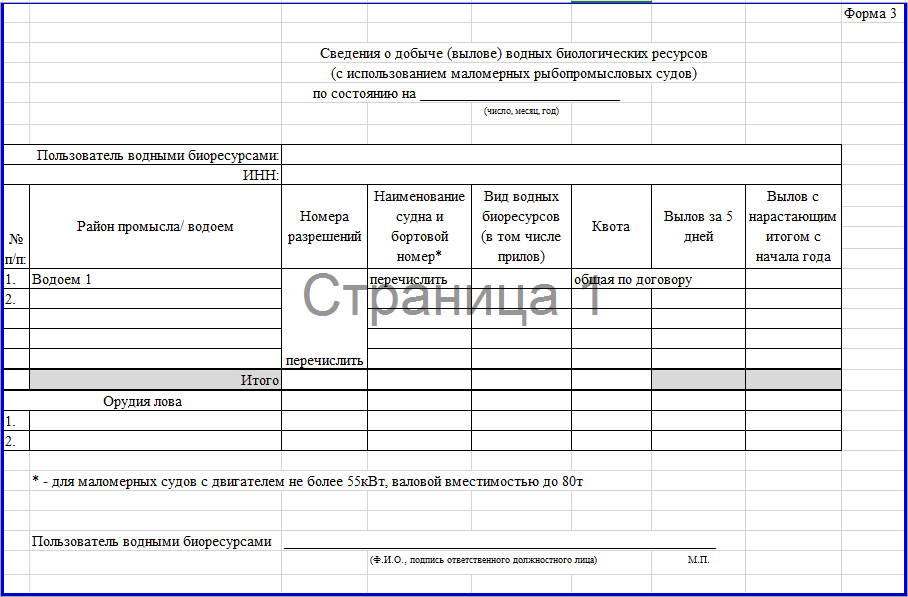 Форма 3
Сведения о добыче (вылове) водных биологических ресурсов
(с использованием маломерных рыбопромысловых судов)
по состоянию на ____________________________
(число, месяц, год)
Пользователь водными биоресурсами:
ИНН:
№ п/п:
Район промысла/ водоем
Номера
разрешений
Наименование
судна и
бортовой
номер*
Вид водных
биоресурсов
(в том числе
прилов)
Квота
Вылов за 5
дней
Вылов с
нарастающим
итогом с
начала года
1. Водоем 1 перечислить общая по договору
Страница 1
2.
перечислить
Итого
Орудия лова
1.
2.
* - для маломерных судов с двигателем не более 55кВт, валовой вместимостью до 80т
Пользователь водными биоресурсами ____________________________
(Ф.И.О., подпись ответственного должностного лица) М.П.